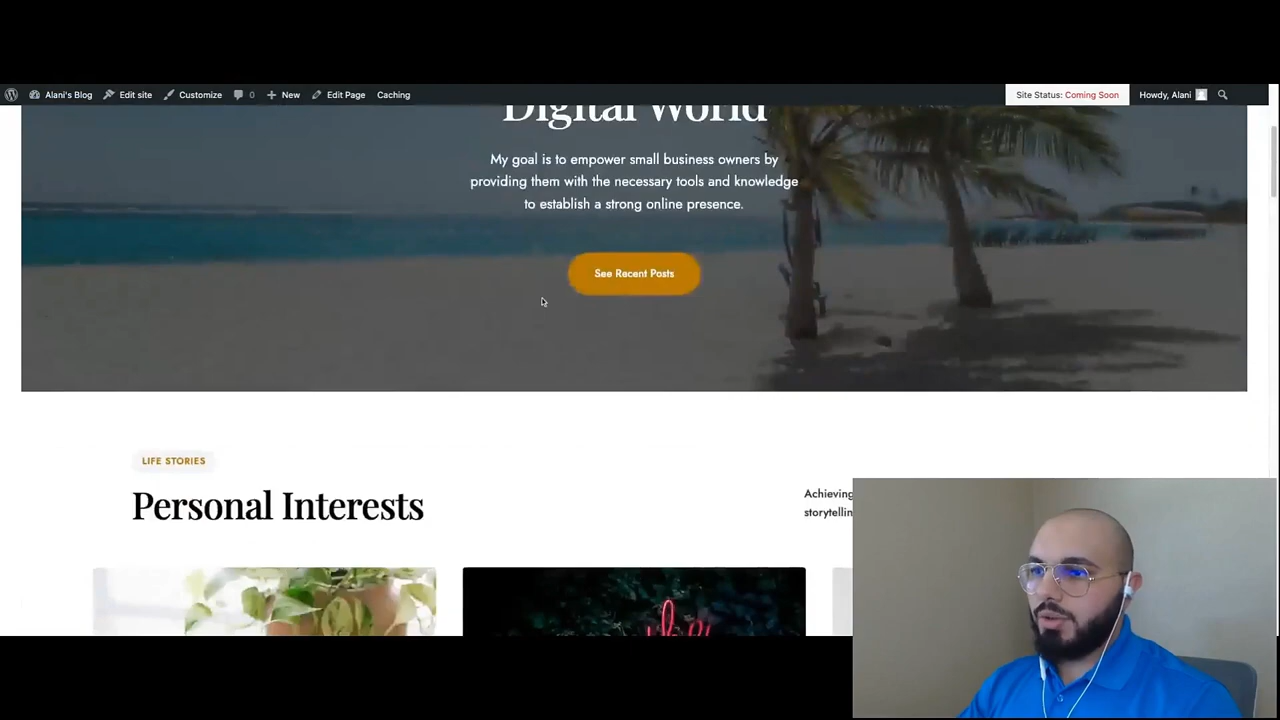 Alani's Blog Edit site Customize 0 New Edit Page Caching Site Status: Coming Soon Howdy, Alani
Digital World
My goal is to empower small business owners by
providing them with the necessary tools and knowledge
to establish a strong online presence.
See Recent Posts
LIFE STORIES
Personal Interests
Achieving